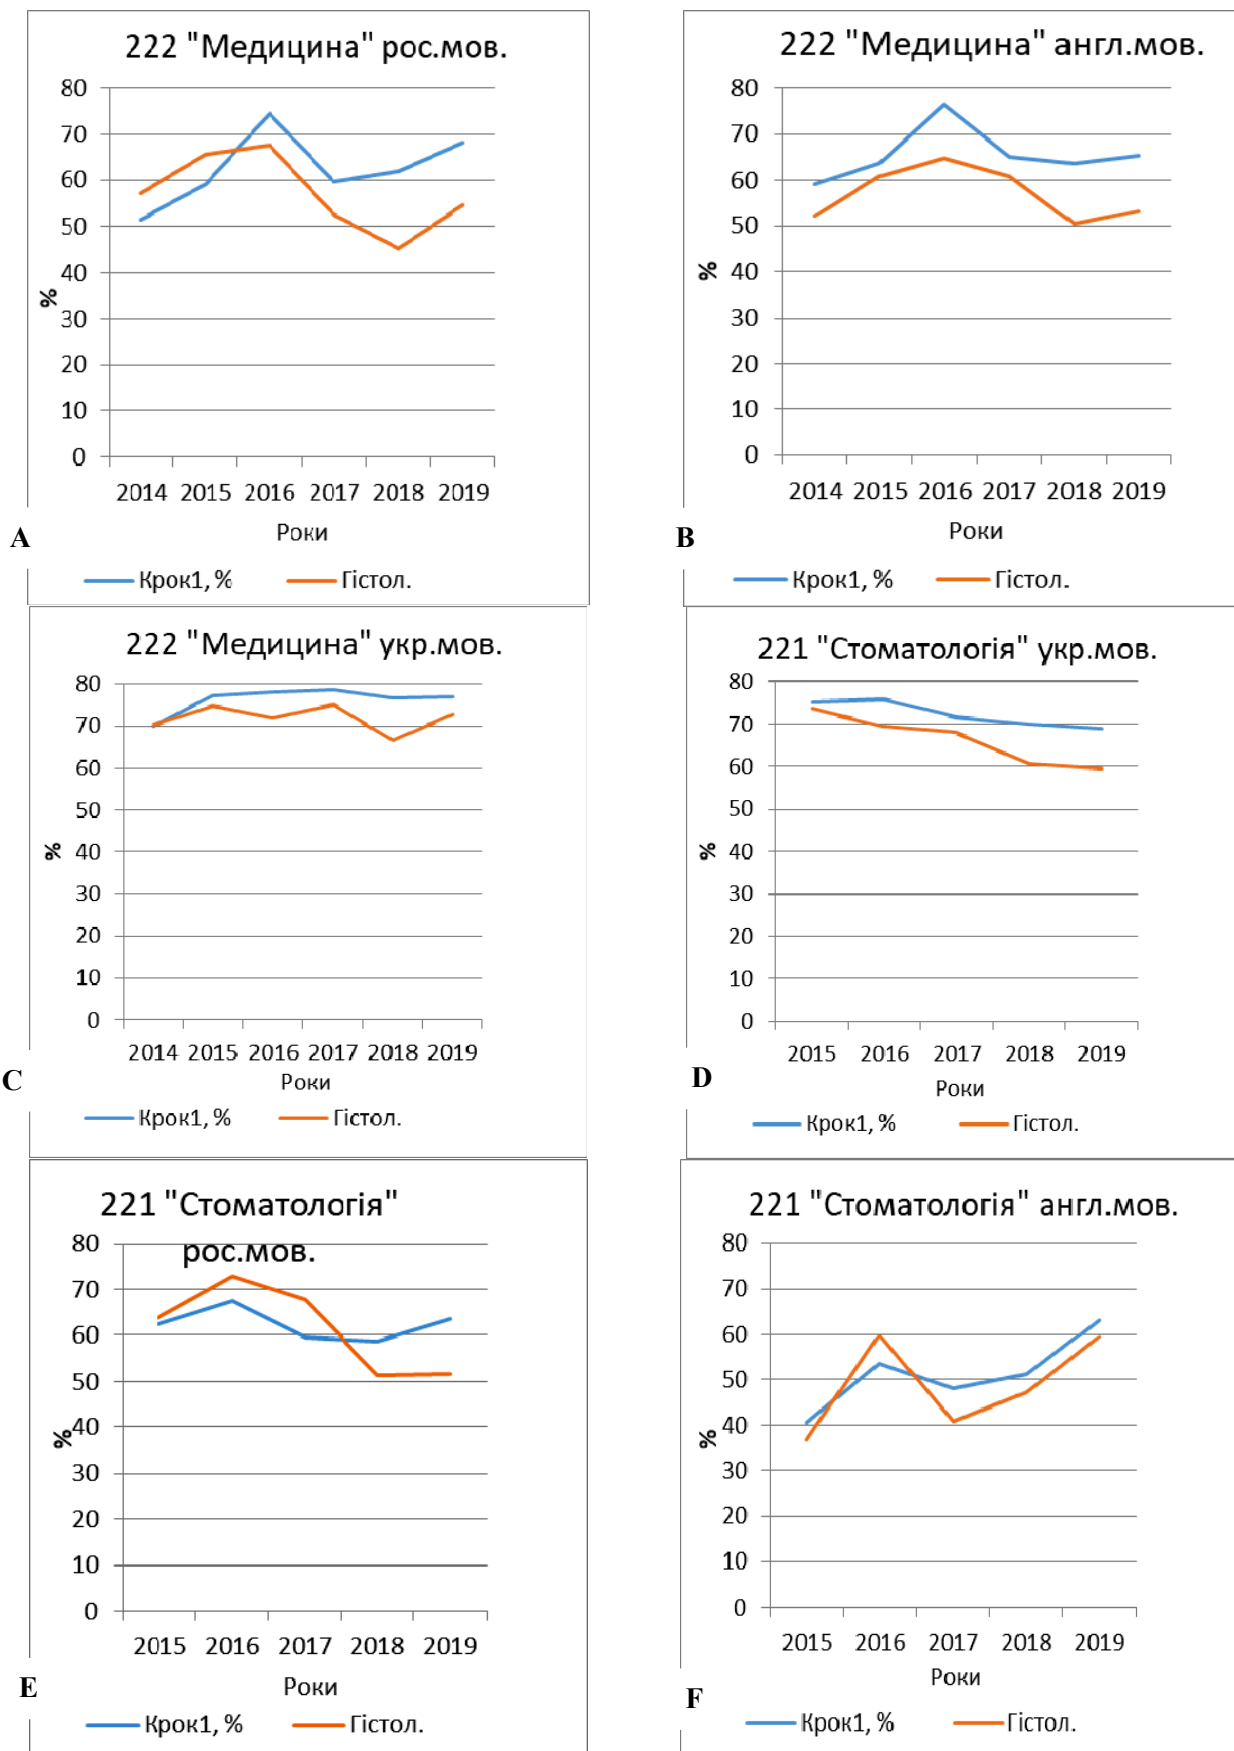 222 "Медицина" рос.мов.
80
70
60
50
40
30
20
10
0
%
2014 2015 2016 2017 2018 2019
Роки
A
Крок1, % Гістол.
222 "Медицина" англ.мов.
80
70
60
50
40
30
20
10
0
%
2014 2015 2016 2017 2018 2019
Роки
B
Крок1, % Гістол.
222 "Медицина" укр.мов.
80
70
60
50
40
30
20
10
0
%
2014 2015 2016 2017 2018 2019
Роки
C
Крок1, % Гістол.
221 "Стоматологія" укр.мов.
80
70
60
50
40
30
20
10
0
%
2015 2016 2017 2018 2019
Роки
D
Крок1, % Гістол.
221 "Стоматологія"
рос.мов.
80
70
60
50
40
30
20
10
0
%
2015 2016 2017 2018 2019
Роки
E
Крок1, % Гістол.
221 "Стоматологія" англ.мов.
80
70
60
50
40
30
20
10
0
%
2015 2016 2017 2018 2019
Роки
F
Крок1, % Гістол.